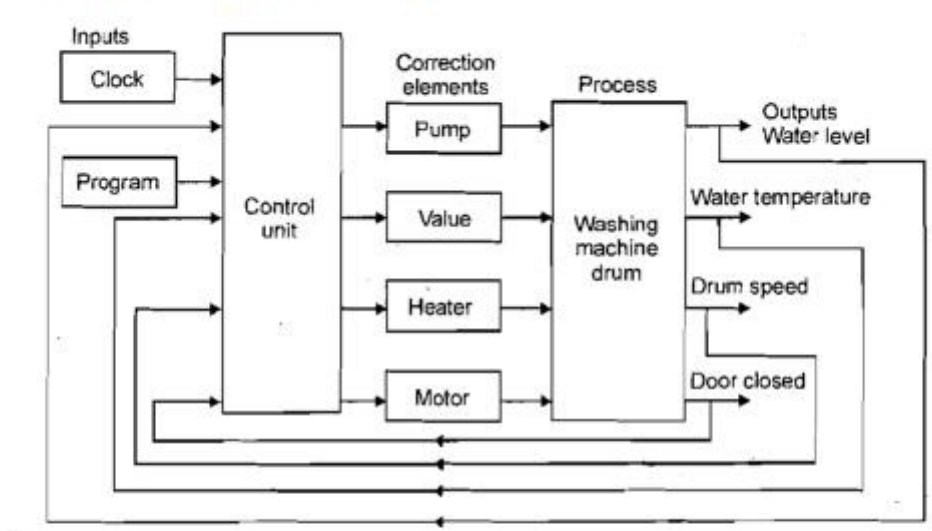 Inputs
Clock
Program
Control
unit
Correction
elements
Pump
Value
Heater
Motor
Process
Washing
machine
drum
Outputs
Water level
Water temperature
Drum speed
Door closed